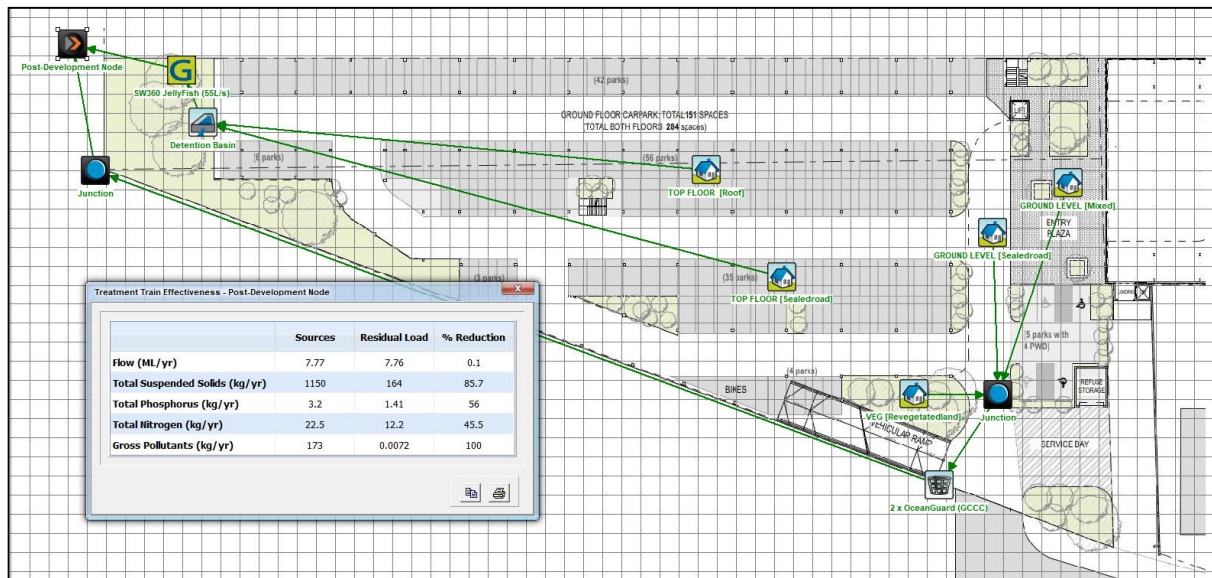 Post-Development Node
G
SW360 JellyFish (55L/s)
Detention Basin
Junction
(42 parks)
GROUND FLOOR CARPARK: TOTAL 151 SPACES
(TOTAL BOTH FLOORS 284 spaces)
(6 parks)
(56 parks)
LIFT
TOP FLOOR [Roof]
GROUND LEVEL [Mixed]
ENTRY
PLAZA
GROUND LEVEL [Sealedroad]
(3 parks)
(35 parks)
TOP FLOOR [Sealedroad]
LOADING
(5 parks with
4 PWD)
REFUSE
STORAGE
(4 parks)
BIKES
VEG [Revegetatedland]
Junction
VEHICULAR RAMP
SERVICE BAY
2 x OceanGuard (GCCC)
Treatment Train Effectiveness - Post-Development Node
Sources Residual Load % Reduction
Flow (ML/yr) 7.77 7.76 0.1
Total Suspended Solids (kg/yr) 1150 164 85.7
Total Phosphorus (kg/yr) 3.2 1.41 56
Total Nitrogen (kg/yr) 22.5 12.2 45.5
Gross Pollutants (kg/yr) 173 0.0072 100